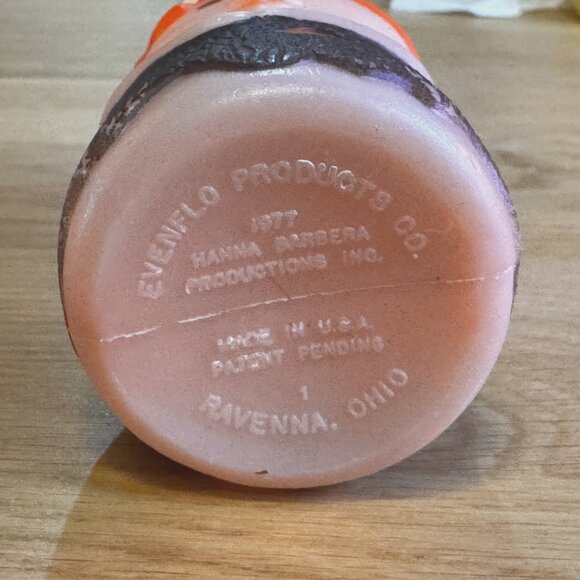 EVENFLO PRODUCTS CO.
1977
HANNA BARBERA
PRODUCTIONS INC.
MADE IN U.S.A.
PATENT PENDING
1
RAVENNA, OHIO